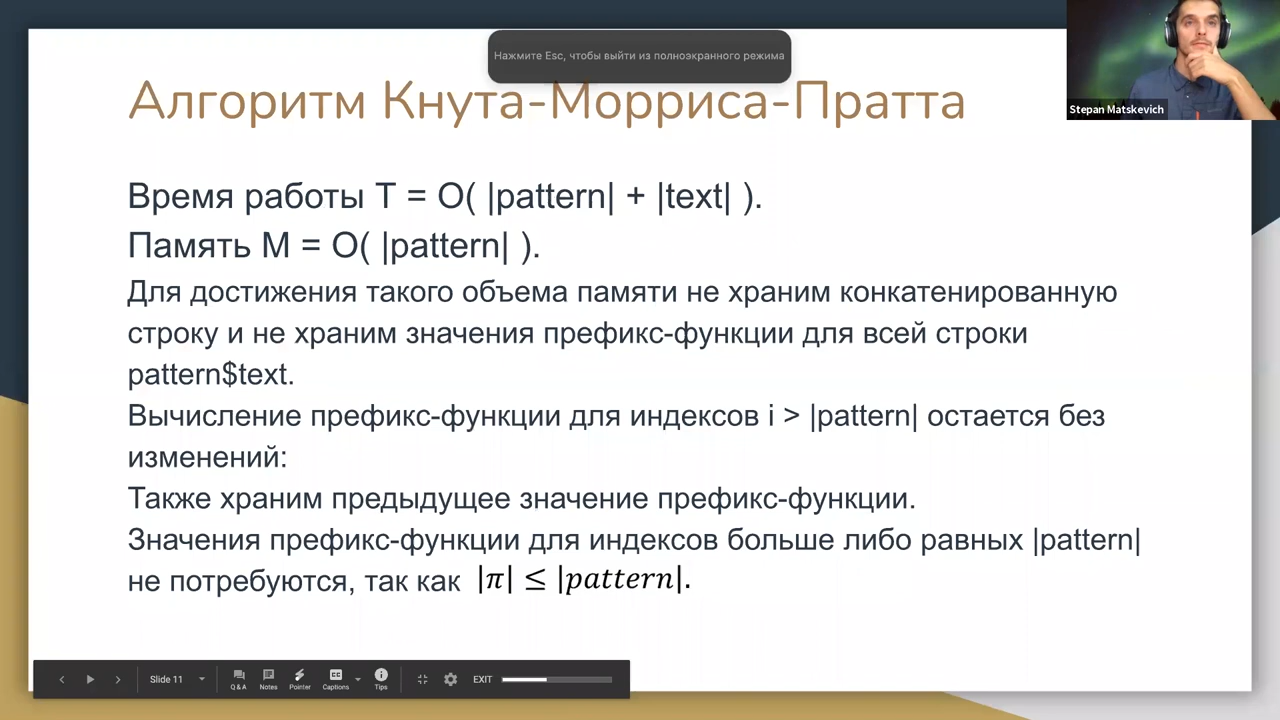 Нажмите Esc, чтобы выйти из полноэкранного режима
Stepan Matskevich
Алгоритм Кнута-Морриса-Пратта
Время работы T = O( |pattern| + |text| ).
Память M = O( |pattern| ).
Для достижения такого объема памяти не храним конкатенированную
строку и не храним значения префикс-функции для всей строки
pattern$text.
Вычисление префикс-функции для индексов i > |pattern| остается без
изменений:
Также храним предыдущее значение префикс-функции.
Значения префикс-функции для индексов больше либо равных |pattern|
не потребуются, так как |π| ≤ |pattern|.
Slide 11
Q & A
Notes
Pointer
CC
Captions
Tips
EXIT